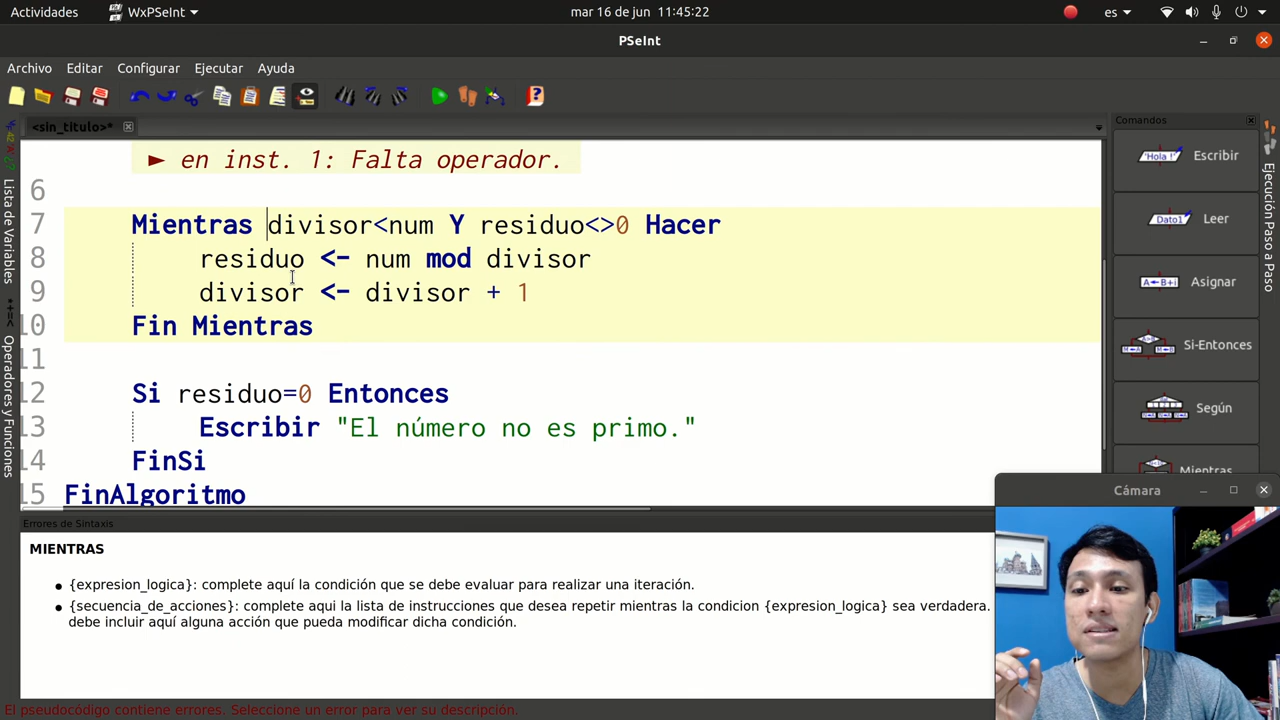 Actividades
WxPSeInt
mar 16 de jun 11:45:22
es
PSeInt
Archivo Editar Configurar Ejecutar Ayuda
<sin_titulo>*
Comandos
Lista de Variables
Operadores y Funciones
► en inst. 1: Falta operador.
6
7 Mientras divisor<num Y residuo<>0 Hacer
8 residuo <- num mod divisor
9 divisor <- divisor + 1
10 Fin Mientras
11
12 Si residuo=0 Entonces
13 Escribir "El número no es primo."
14 FinSi
15 FinAlgoritmo
'Hola !' Escribir
Dato1 Leer
A←B+i Asignar
Si-Entonces
Según
Mientras
Ejecución Paso a Paso
Errores de Sintaxis
MIENTRAS
• {expresion_logica}: complete aquí la condición que se debe evaluar para realizar una iteración.
• {secuencia_de_acciones}: complete aqui la lista de instrucciones que desea repetir mientras la condicion {expresion_logica} sea verdadera.
debe incluir aquí alguna acción que pueda modificar dicha condición.
El pseudocódigo contiene errores. Seleccione un error para ver su descripción.
Cámara